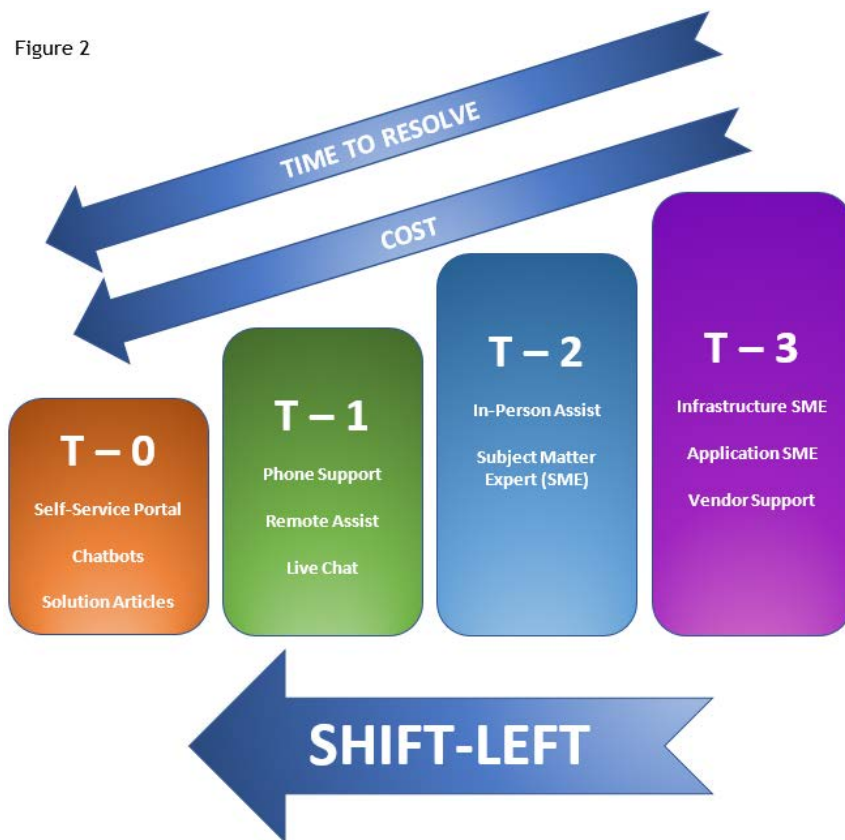 Figure 2
TIME TO RESOLVE
COST
T – 0
Self-Service Portal
Chatbots
Solution Articles
T – 1
Phone Support
Remote Assist
Live Chat
T – 2
In-Person Assist
Subject Matter
Expert (SME)
T – 3
Infrastructure SME
Application SME
Vendor Support
SHIFT-LEFT